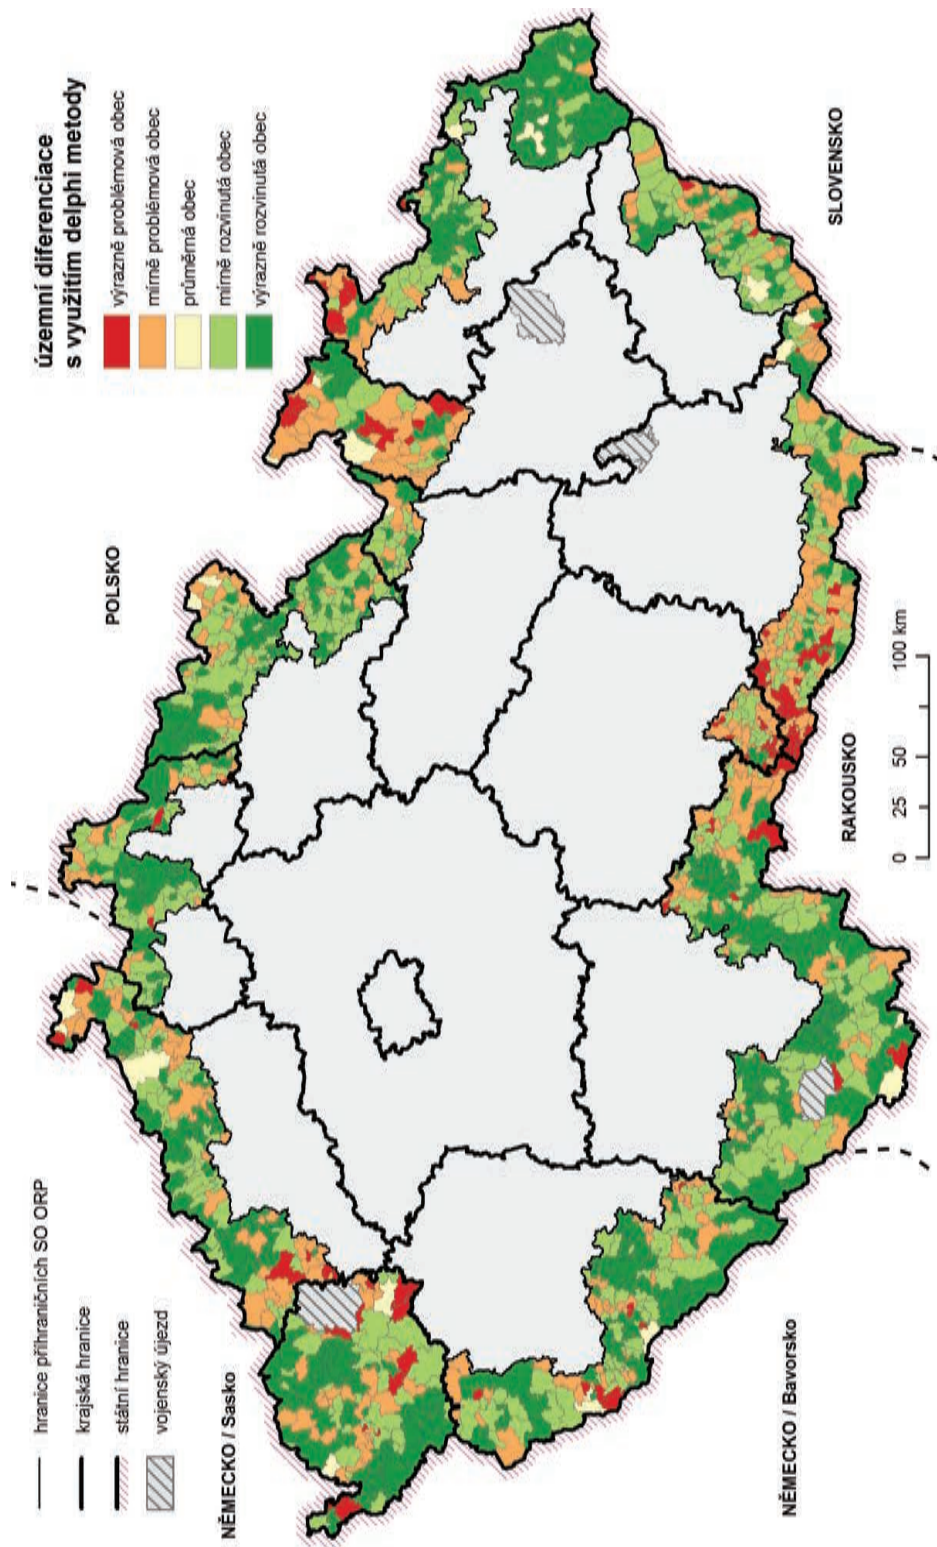 územní diferenciace
s využitím delphi metody
výrazně problémová obec
mírně problémová obec
průměrná obec
mírně rozvinutá obec
výrazně rozvinutá obec
hranice příhraničních SO ORP
krajská hranice
státní hranice
vojenský újezd
NĚMECKO / Sasko
POLSKO
SLOVENSKO
RAKOUSKO
NĚMECKO / Bavorsko
0 25 50 100 km